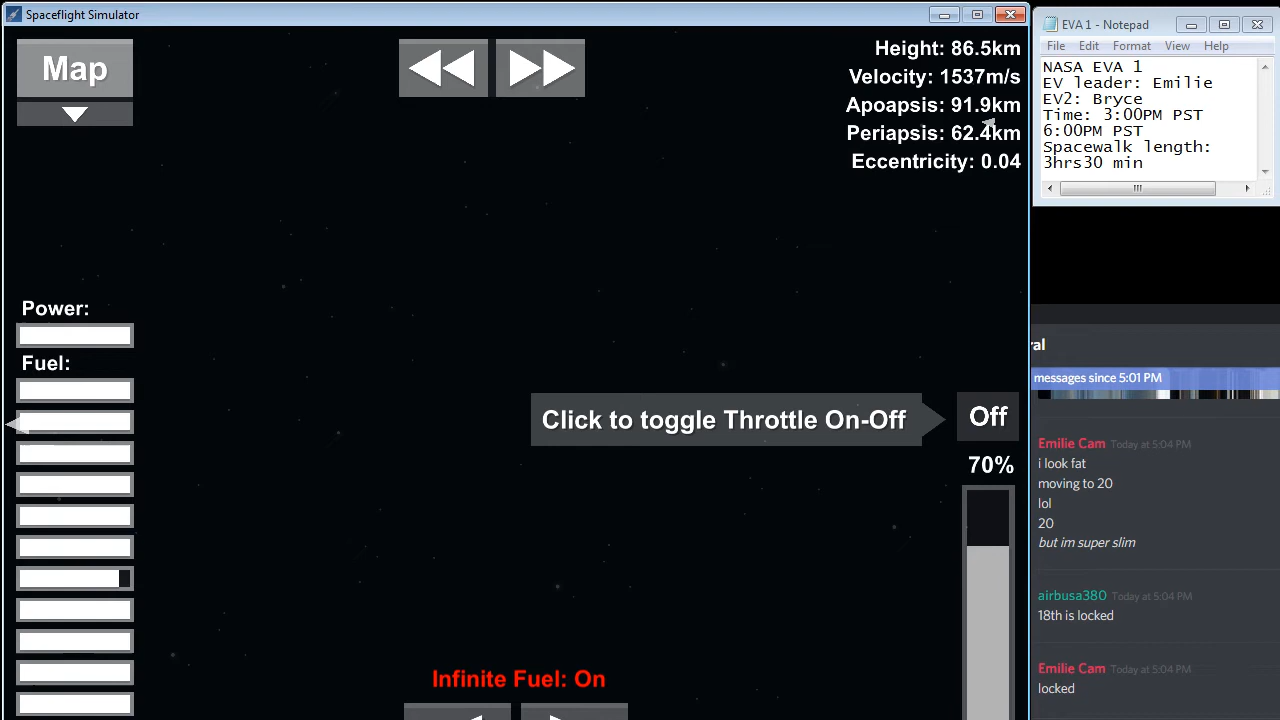 Spaceflight Simulator
Map
Height: 86.5km
Velocity: 1537m/s
Apoapsis: 91.9km
Periapsis: 62.4km
Eccentricity: 0.04
Power:
Fuel:
Click to toggle Throttle On-Off
Off
70%
Infinite Fuel: On
EVA 1 - Notepad
File Edit Format View Help
NASA EVA 1
EV leader: Emilie
EV2: Bryce
Time: 3:00PM PST
6:00PM PST
Spacewalk length:
3hrs30 min
ral
messages since 5:01 PM
Emilie Cam Today at 5:04 PM
i look fat
moving to 20
lol
20
but im super slim
airbusa380 Today at 5:04 PM
18th is locked
Emilie Cam Today at 5:04 PM
locked